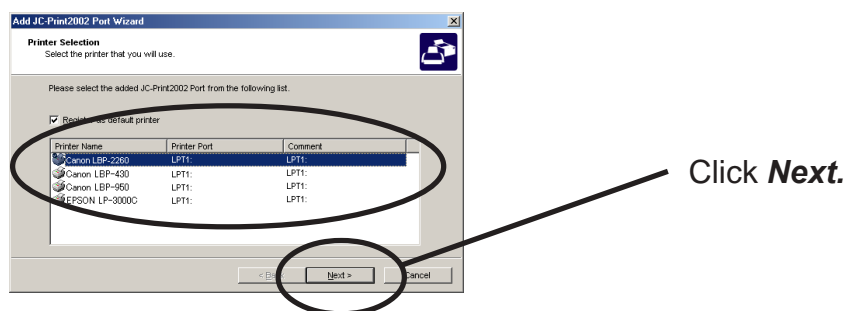 Add JC-Print2002 Port Wizard
Printer Selection
Select the printer that you will use.
Please select the added JC-Print2002 Port from the following list.
Register as default printer
Printer Name Printer Port Comment
Canon LBP-2260 LPT1: LPT1:
Canon LBP-430 LPT1: LPT1:
Canon LBP-950 LPT1: LPT1:
EPSON LP-3000C LPT1: LPT1:
Click Next.
< Back Next > Cancel